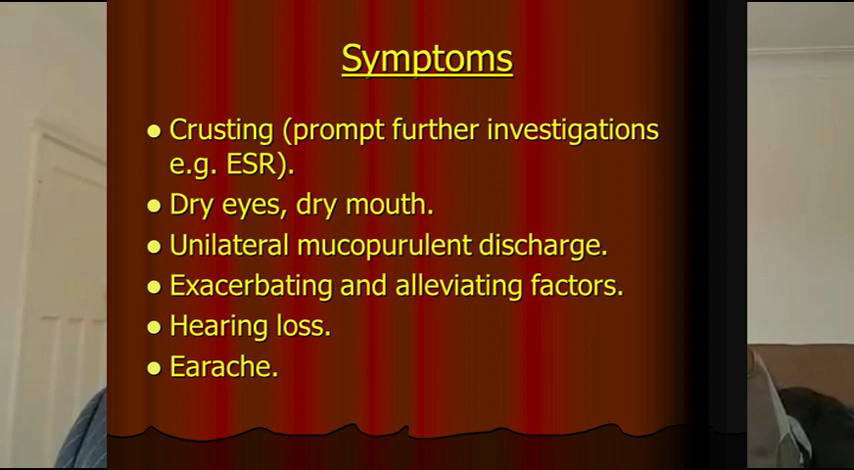 Symptoms
● Crusting (prompt further investigations
e.g. ESR).
● Dry eyes, dry mouth.
● Unilateral mucopurulent discharge.
● Exacerbating and alleviating factors.
● Hearing loss.
● Earache.